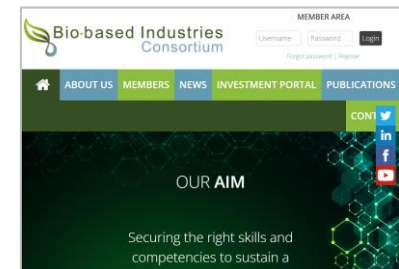 MEMBER AREA
Bio-based Industries
Consortium
Username Password Login
Forgot password | Register
ABOUT US MEMBERS NEWS INVESTMENT PORTAL PUBLICATIONS
CONT
in
f
OUR AIM
Securing the right skills and
competencies to sustain a